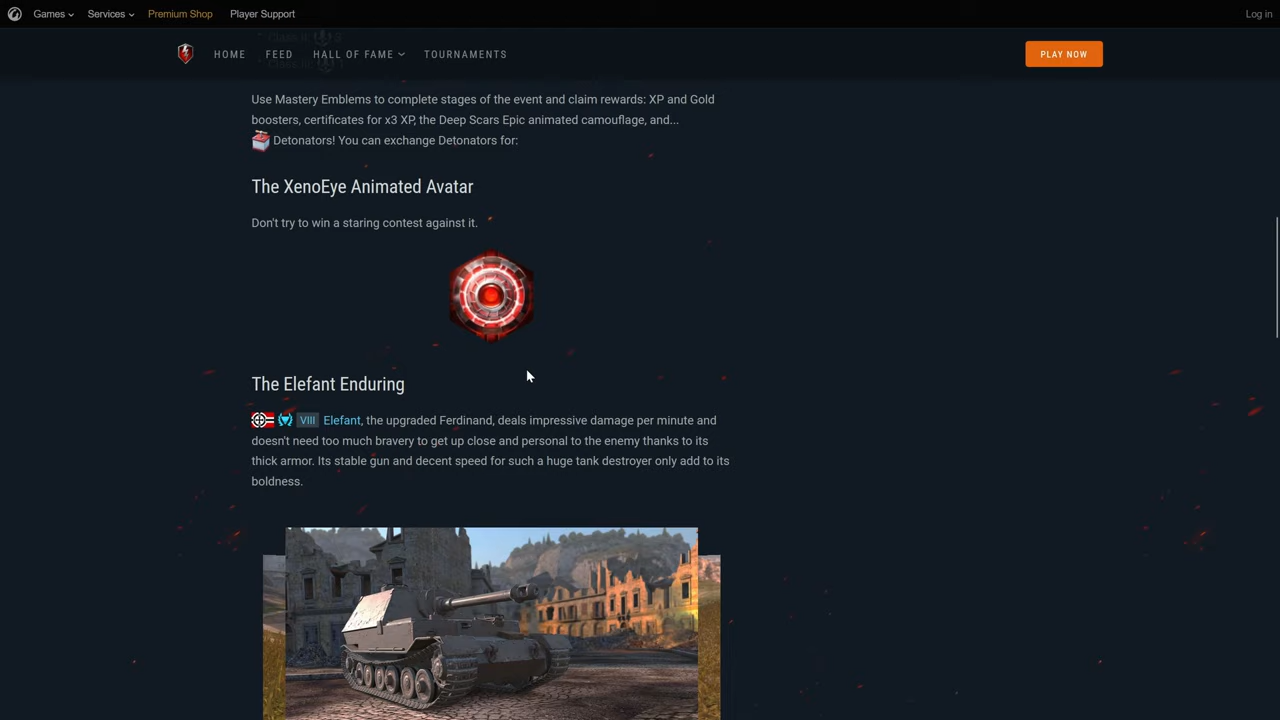 Games
Services
Premium Shop
Player Support
Log in
HOME
FEED
HALL OF FAME
TOURNAMENTS
PLAY NOW
Use Mastery Emblems to complete stages of the event and claim rewards: XP and Gold
boosters, certificates for x3 XP, the Deep Scars Epic animated camouflage, and...
Detonators! You can exchange Detonators for:
The XenoEye Animated Avatar
Don't try to win a staring contest against it.
The Elefant Enduring
VIII Elefant, the upgraded Ferdinand, deals impressive damage per minute and
doesn't need too much bravery to get up close and personal to the enemy thanks to its
thick armor. Its stable gun and decent speed for such a huge tank destroyer only add to its
boldness.